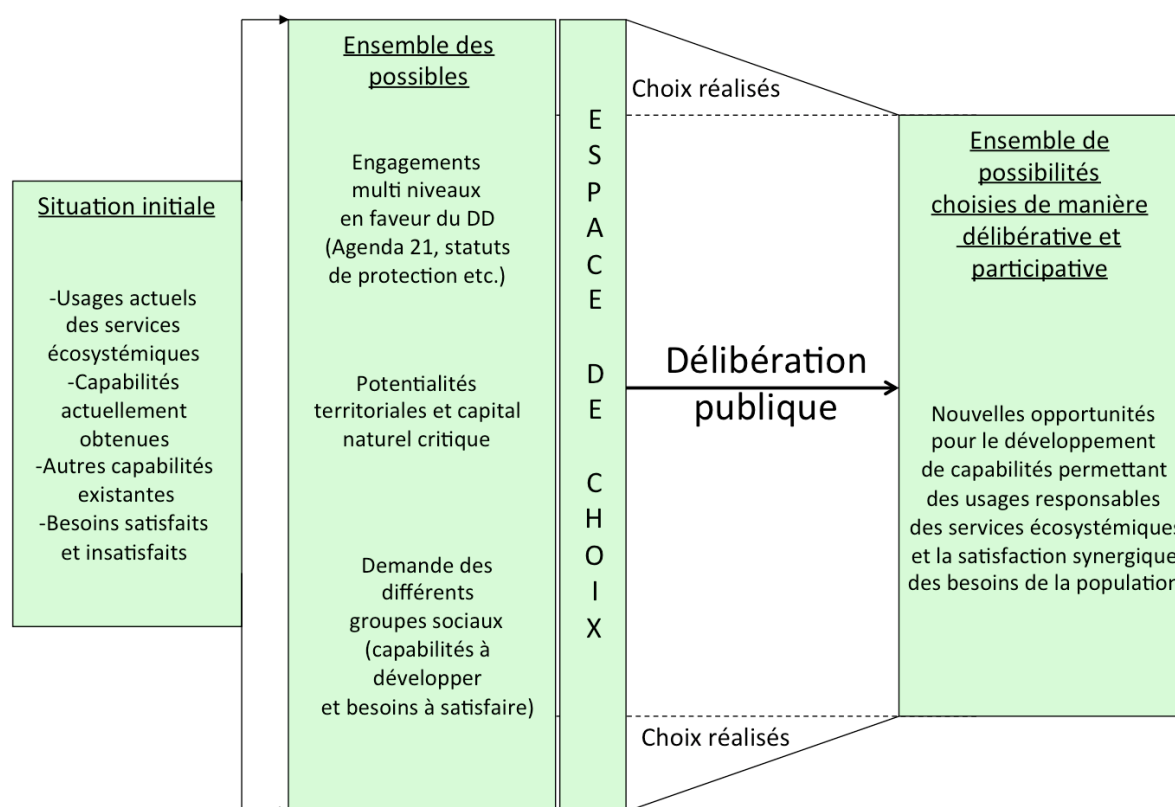 Situation initiale
-Usages actuels
des services
écosystémiques
-Capabilités
actuellement
obtenues
-Autres capabilités
existantes
-Besoins satisfaits
et insatisfaits
Ensemble des
possibles
Engagements
multi niveaux
en faveur du DD
(Agenda 21, statuts
de protection etc.)
Potentialités
territoriales et capital
naturel critique
Demande des
différents
groupes sociaux
(capabilités à
développer
et besoins à satisfaire)
ESPACE DE CHOIX
Choix réalisés
Délibération
publique
Choix réalisés
Ensemble de
possibilités
choisies de manière
délibérative et
participative
Nouvelles opportunités
pour le développement
de capabilités permettant
des usages responsables
des services écosystémiques
et la satisfaction synergique
des besoins de la population